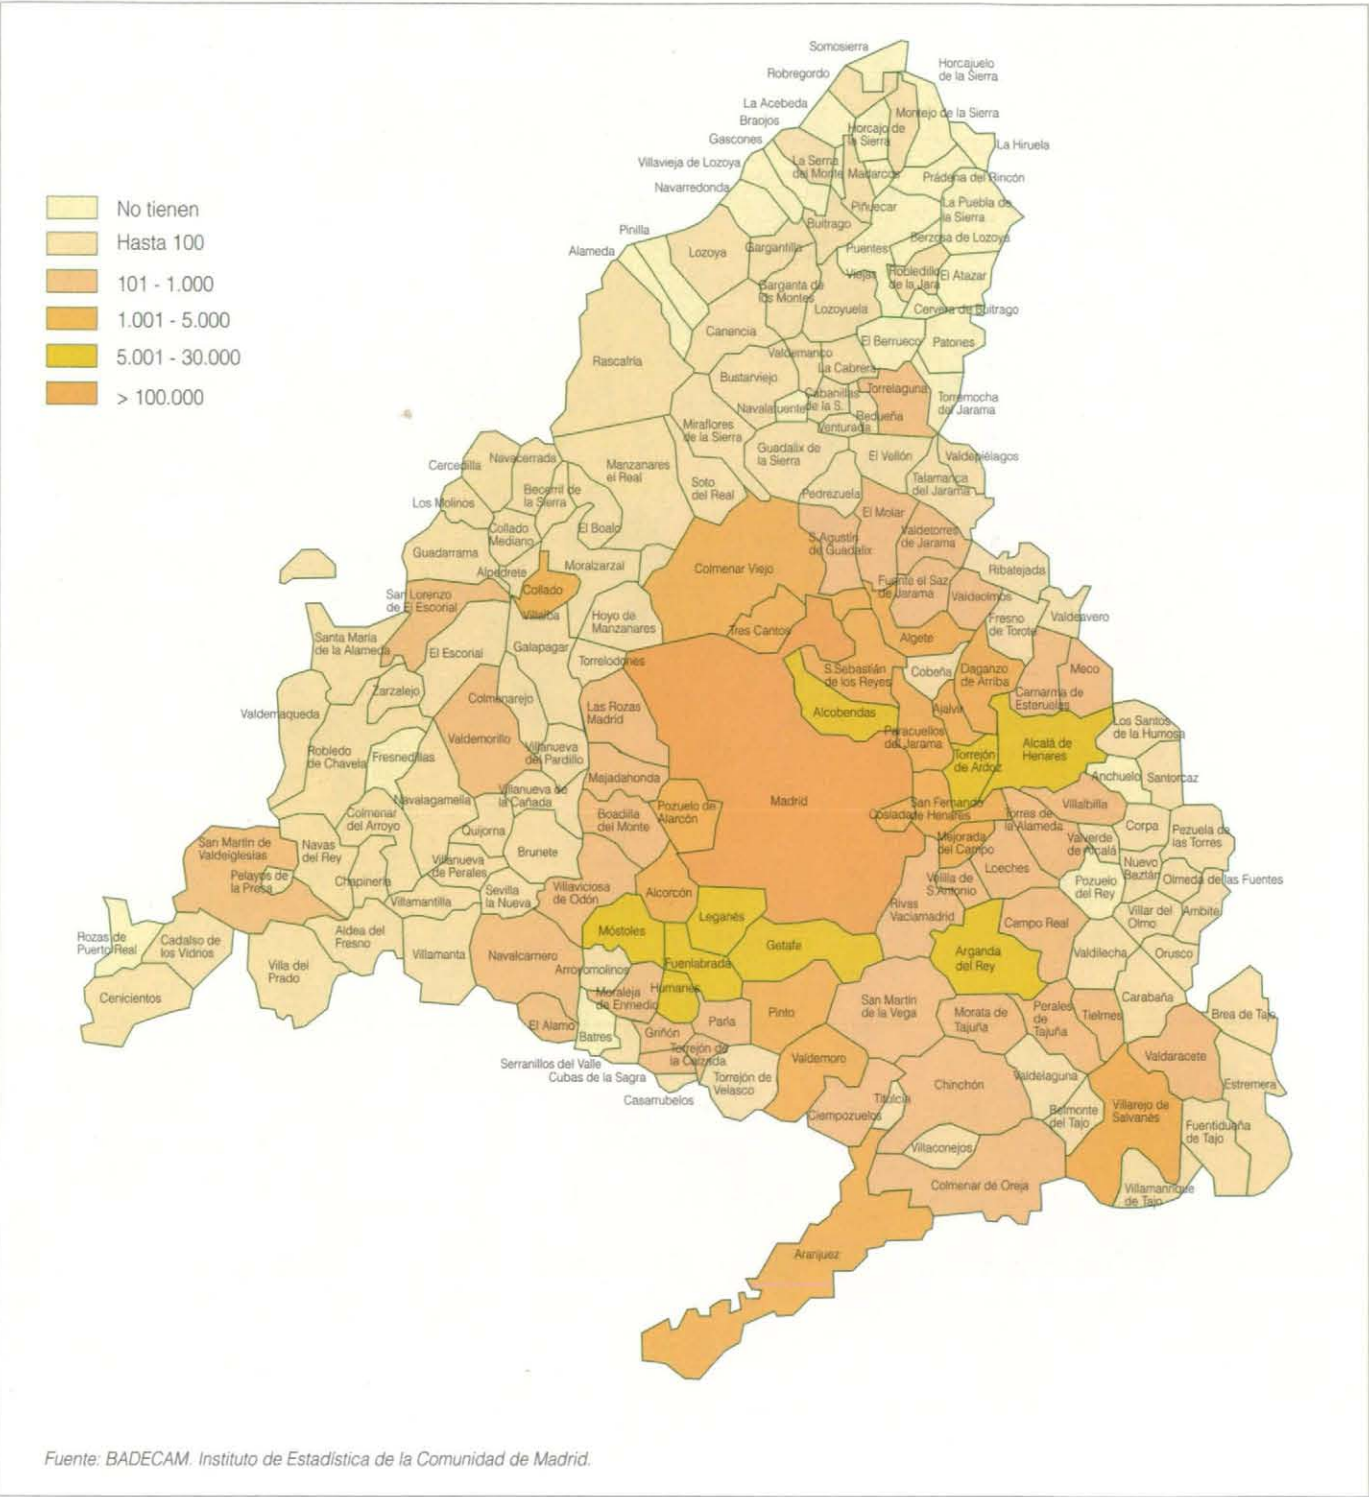 Somosierra
Horcajuelo
de la Sierra
Robregordo
La Acebeda
Montejo de la Sierra
Braojos
Horcajo de
la Sierra
Gascones
La Hiruela
Villavieja de Lozoya
La Serna
del Monte
Madarcos
Prádena del Rincón
Navarredonda
Piñuecar
La Puebla de
la Sierra
Buitrago
Pinilla
Berzosa de Lozoya
Alameda
Lozoya
Gargantilla
Puentes
Viejas
Robledillo
de la Jara
El Atazar
Garganta de
los Montes
Lozoyuela
Cervera de Buitrago
Canencia
El Berrueco
Patones
Rascafría
Valdemanco
La Cabrera
Bustarviejo
Torrelaguna
Cabanillas
de la S.
Torremocha
de Jarama
Navalafuente
Redueña
Venturada
Miraflores
de la Sierra
Guadalix de
la Sierra
El Vellón
Valdepiélagos
Cercedilla
Navacerrada
Manzanares
el Real
Talamanca
del Jarama
Becerril de
la Sierra
Soto
del Real
Pedrezuela
Los Molinos
El Molar
Collado
Mediano
El Boalo
S.Agustín
de Guadalix
Valdetorres
de Jarama
Guadarrama
Moralzarzal
Colmenar Viejo
Ribatejada
Alpedrete
San Lorenzo
de El Escorial
Collado
Villalba
Fuente el Saz
de Jarama
Valdeolmos
Hoyo de
Manzanares
Fresno
de Torote
Valdeavero
Santa María
de la Alameda
Tres Cantos
Algete
El Escorial
Galapagar
Torrelodones
S.Sebastián
de los Reyes
Cobeña
Daganzo
de Arriba
Meco
Zarzalejo
Colmenarejo
Camarma de
Esteruelas
Valdemaqueda
Las Rozas
Madrid
Alcobendas
Ajalvir
Los Santos
de la Humosa
Valdemorillo
Paracuellos
del Jarama
Robledo
de Chavela
Fresnedillas
Villanueva
del Pardillo
Torrejón
de Ardoz
Alcalá de
Henares
Majadahonda
Anchuelo
Santorcaz
Navalagamella
Villanueva de
la Cañada
Madrid
Colmenar
del Arroyo
Boadilla
del Monte
Pozuelo de
Alarcón
Coslada
San Fernando
de Henares
Torres de
la Alameda
Villalbilla
Quijorna
Corpa
Pezuela de
las Torres
San Martín de
Valdeiglesias
Navas
del Rey
Mejorada
del Campo
Valverde
de Alcalá
Brunete
Villanueva
de Perales
Loeches
Nuevo
Baztán
Pelayos de
la Presa
Chapinería
Velilla de
S.Antonio
Pozuelo
del Rey
Olmeda de las Fuentes
Villamantilla
Sevilla
la Nueva
Villaviciosa
de Odón
Alcorcón
Rivas
Vaciamadrid
Villar del
Olmo
Ambite
Leganés
Campo Real
Rozas de
Puerto Real
Cadalso de
los Vidrios
Aldea del
Fresno
Móstoles
Getafe
Villamanta
Navalcarnero
Arganda
del Rey
Valdilecha
Orusco
Villa del
Prado
Arroyomolinos
Fuenlabrada
Cenicientos
Moraleja
de Enmedio
Humanes
San Martín
de la Vega
Carabaña
El Alamo
Parla
Pinto
Morata de
Tajuña
Perales
de
Tajuña
Tielmes
Brea de Tajo
Batres
Griñón
Torrejón de
la Calzada
Valdemoro
Valdaracete
Serranillos del Valle
Cubas de la Sagra
Torrejón de
Velasco
Chinchón
Valdelaguna
Estremera
Casarrubelos
Titulcia
Ciempozuelos
Belmonte
del Tajo
Villarejo de
Salvanés
Fuentidueña
de Tajo
Villaconejos
Colmenar de Oreja
Villamanrique
de Tajo
Aranjuez
No tienen
Hasta 100
101 - 1.000
1.001 - 5.000
5.001 - 30.000
> 100.000
Fuente: BADECAM. Instituto de Estadística de la Comunidad de Madrid.